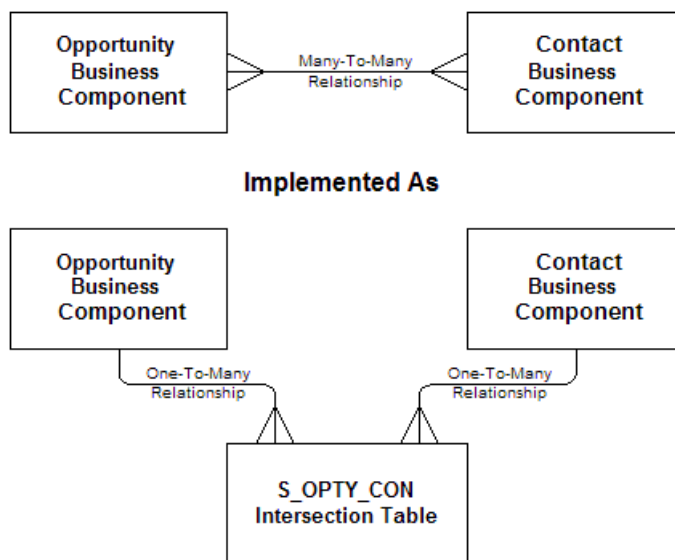 Opportunity
Business
Component
Many-To-Many
Relationship
Contact
Business
Component
Implemented As
Opportunity
Business
Component
Contact
Business
Component
One-To-Many
Relationship
One-To-Many
Relationship
S_OPTY_CON
Intersection Table